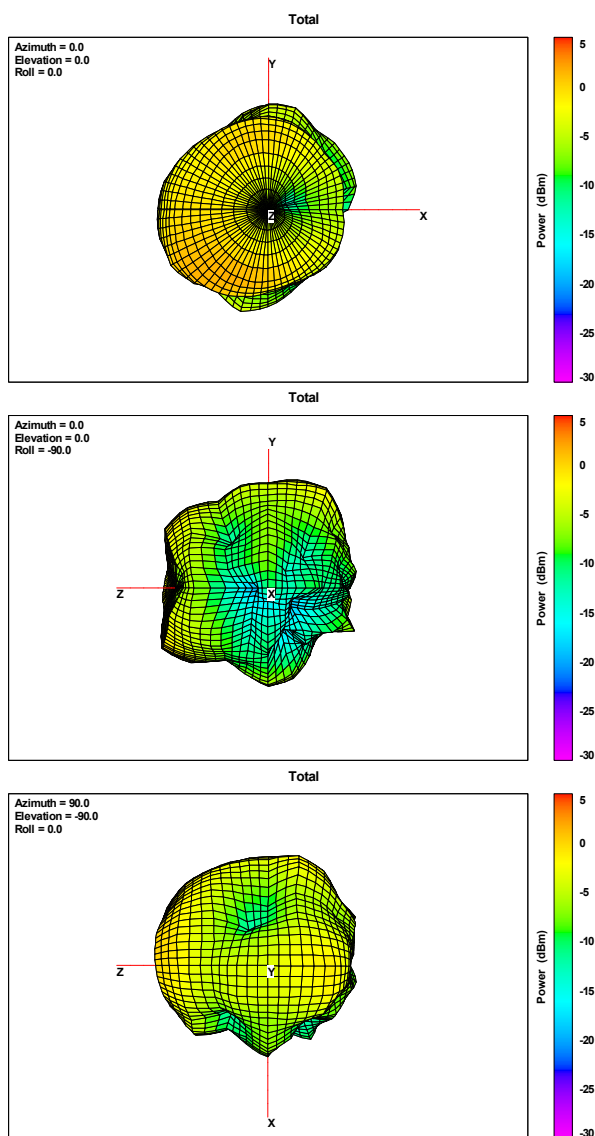 Total
Azimuth = 0.0
Elevation = 0.0
Roll = 0.0
Y
Z
X
5
0
-5
-10
-15
-20
-25
-30
Power (dBm)
Total
Azimuth = 0.0
Elevation = 0.0
Roll = -90.0
Y
Z
X
5
0
-5
-10
-15
-20
-25
-30
Power (dBm)
Total
Azimuth = 90.0
Elevation = -90.0
Roll = 0.0
Z
Y
X
5
0
-5
-10
-15
-20
-25
-30
Power (dBm)